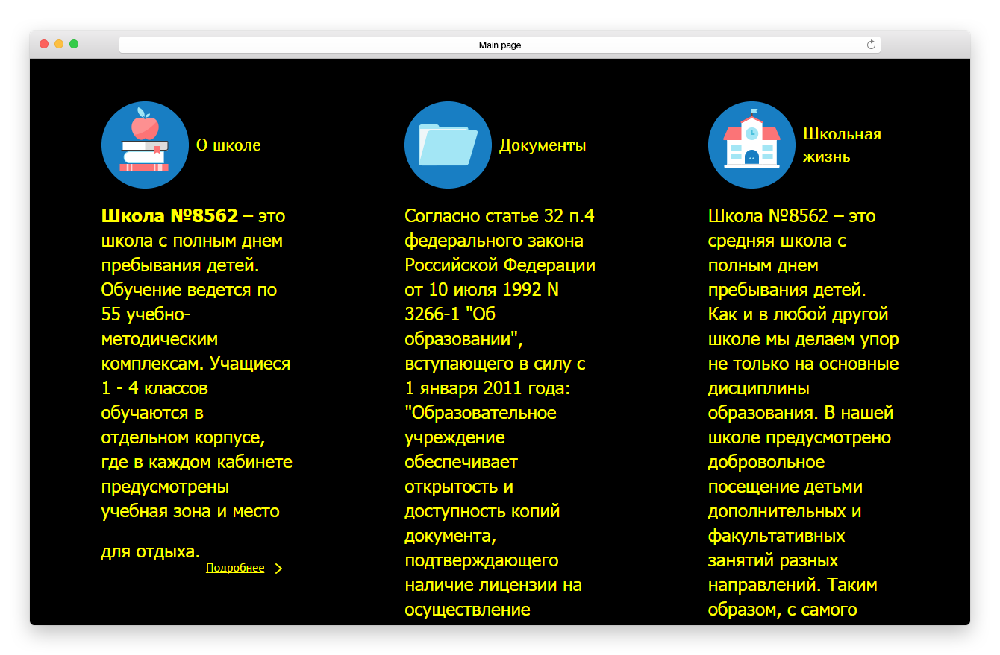 Main page
О школе
Школа №8562 – это
школа с полным днем
пребывания детей.
Обучение ведется по
55 учебно-
методическим
комплексам. Учащиеся
1 - 4 классов
обучаются в
отдельном корпусе,
где в каждом кабинете
предусмотрены
учебная зона и место
для отдыха.
Подробнее
Документы
Согласно статье 32 п.4
федерального закона
Российской Федерации
от 10 июля 1992 N
3266-1 "Об
образовании",
вступающего в силу с
1 января 2011 года:
"Образовательное
учреждение
обеспечивает
открытость и
доступность копий
документа,
подтверждающего
наличие лицензии на
осуществление
Школьная
жизнь
Школа №8562 – это
средняя школа с
полным днем
пребывания детей.
Как и в любой другой
школе мы делаем упор
не только на основные
дисциплины
образования. В нашей
школе предусмотрено
добровольное
посещение детьми
дополнительных и
факультативных
занятий разных
направлений. Таким
образом, с самого